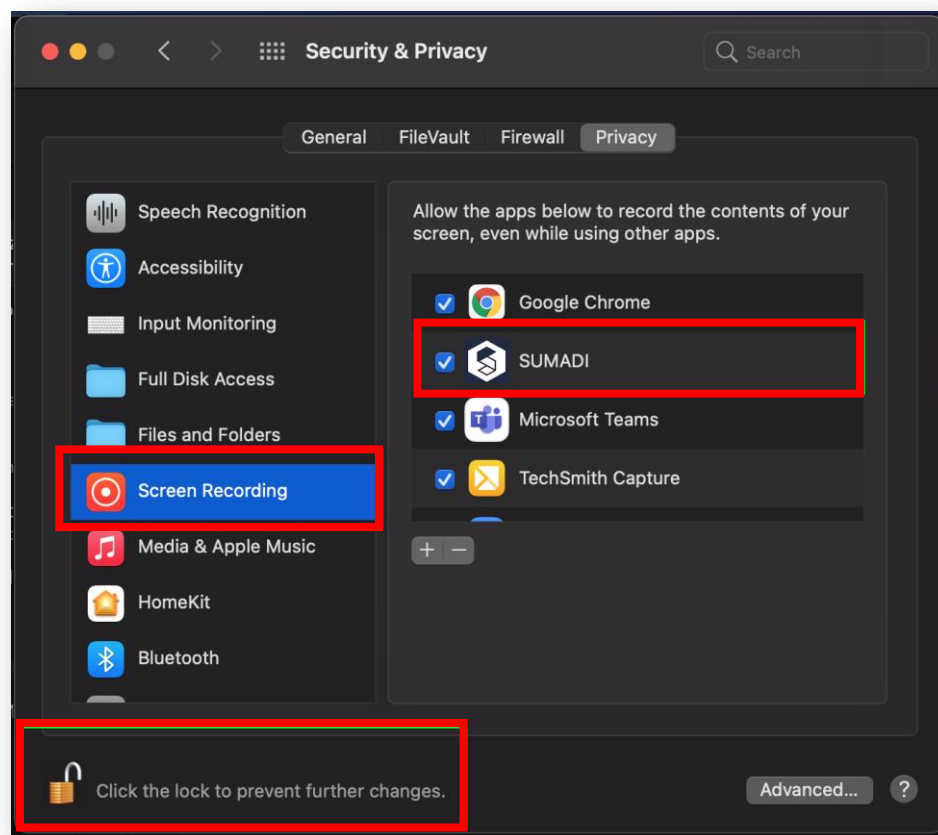 Security & Privacy
Search
General FileVault Firewall Privacy
Speech Recognition
Accessibility
Input Monitoring
Full Disk Access
Files and Folders
Screen Recording
Media & Apple Music
HomeKit
Bluetooth
Allow the apps below to record the contents of your
screen, even while using other apps.
Google Chrome
SUMADI
Microsoft Teams
TechSmith Capture
+ −
Click the lock to prevent further changes.
Advanced... ?